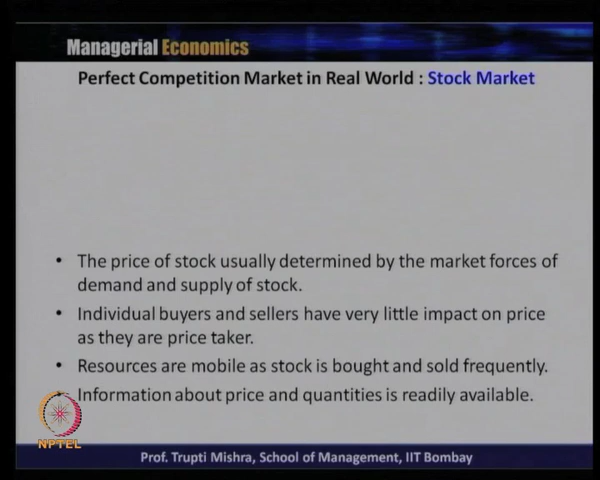 Managerial Economics
Perfect Competition Market in Real World : Stock Market
• The price of stock usually determined by the market forces of
demand and supply of stock.
• Individual buyers and sellers have very little impact on price
as they are price taker.
• Resources are mobile as stock is bought and sold frequently.
Information about price and quantities is readily available.
NPTEL
Prof. Trupti Mishra, School of Management, IIT Bombay